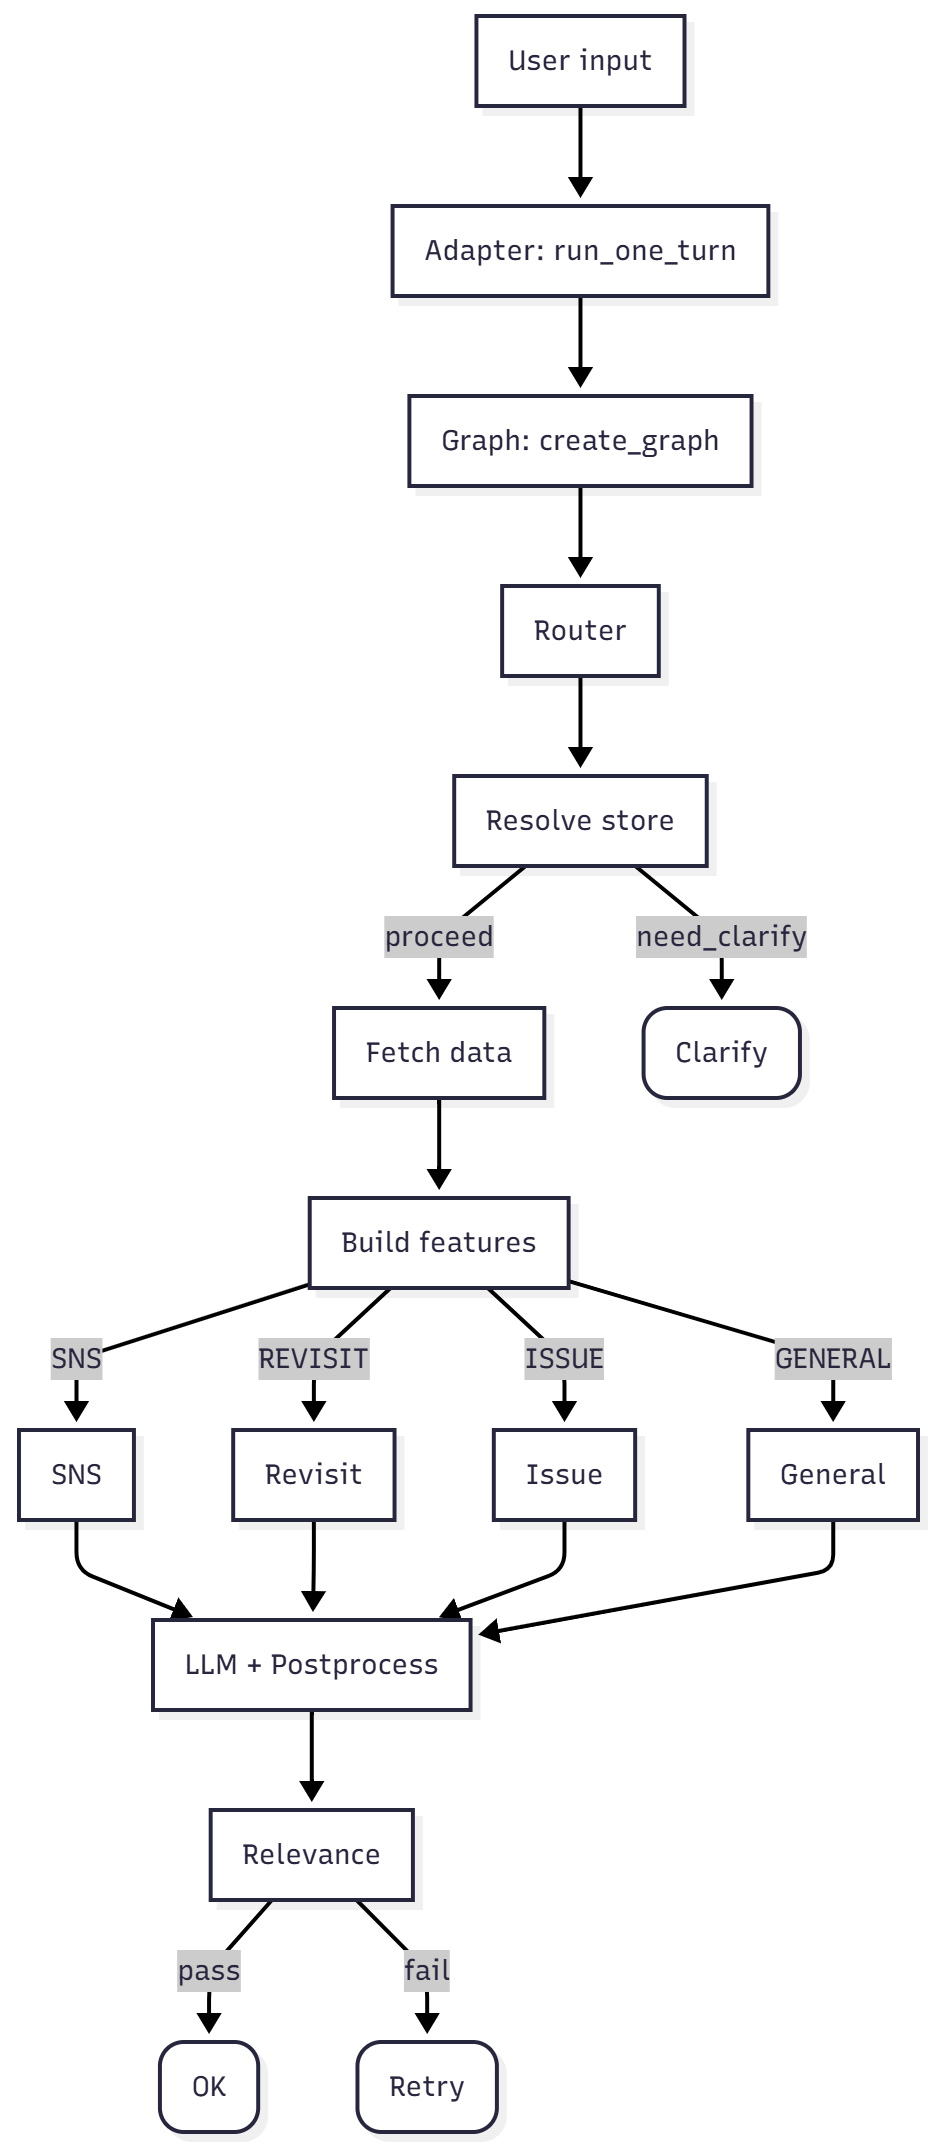 User input
Adapter: run_one_turn
Graph: create_graph
Router
Resolve store
proceed
need_clarify
Fetch data
Clarify
Build features
SNS
REVISIT
ISSUE
GENERAL
SNS
Revisit
Issue
General
LLM + Postprocess
Relevance
pass
fail
OK
Retry